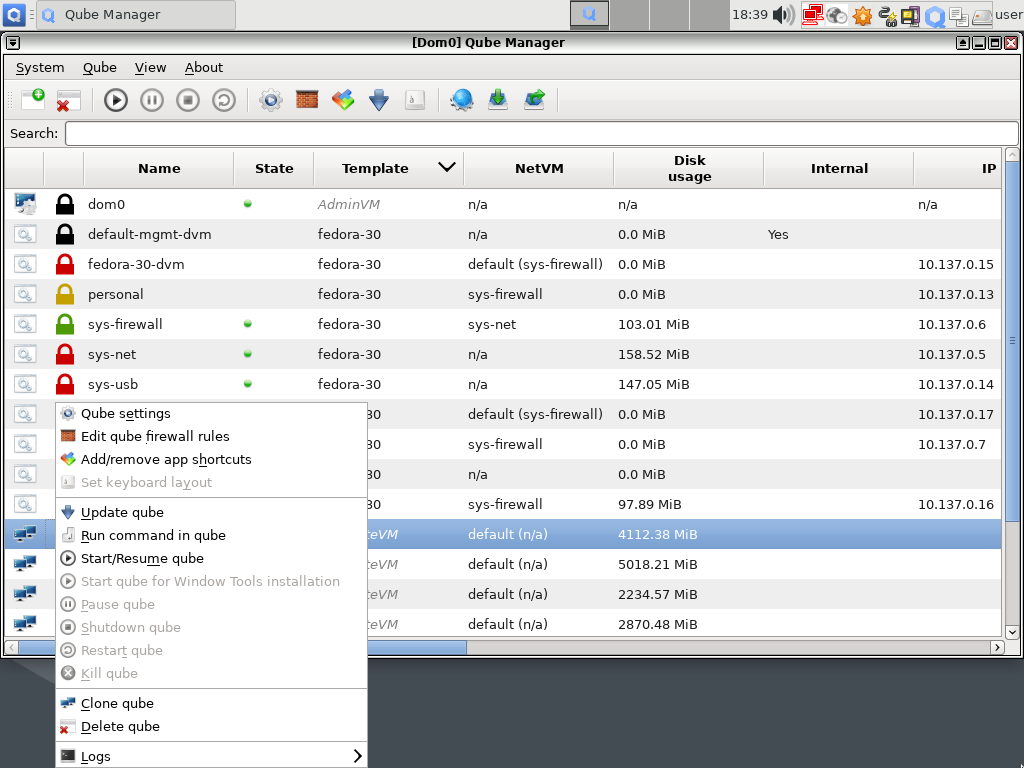 Qube Manager
18:39
user
[Dom0] Qube Manager
System Qube View About
Search:
Name State Template NetVM Disk usage Internal IP
dom0 AdminVM n/a n/a n/a
default-mgmt-dvm fedora-30 n/a 0.0 MiB Yes
fedora-30-dvm fedora-30 default (sys-firewall) 0.0 MiB 10.137.0.15
personal fedora-30 sys-firewall 0.0 MiB 10.137.0.13
sys-firewall fedora-30 sys-net 103.01 MiB 10.137.0.6
sys-net fedora-30 n/a 158.52 MiB 10.137.0.5
sys-usb fedora-30 n/a 147.05 MiB 10.137.0.14
30 default (sys-firewall) 0.0 MiB 10.137.0.17
30 sys-firewall 0.0 MiB 10.137.0.7
30 n/a 0.0 MiB
30 sys-firewall 97.89 MiB 10.137.0.16
teVM default (n/a) 4112.38 MiB
teVM default (n/a) 5018.21 MiB
teVM default (n/a) 2234.57 MiB
teVM default (n/a) 2870.48 MiB
Qube settings
Edit qube firewall rules
Add/remove app shortcuts
Set keyboard layout
Update qube
Run command in qube
Start/Resume qube
Start qube for Window Tools installation
Pause qube
Shutdown qube
Restart qube
Kill qube
Clone qube
Delete qube
Logs